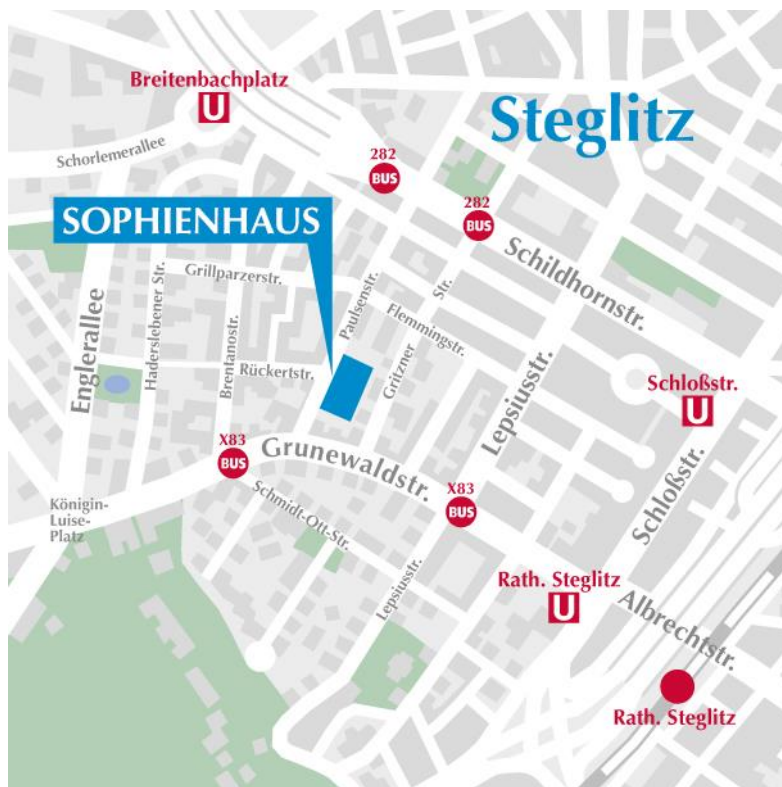 Breitenbachplatz
U
Steglitz
Schorlemerallee
282
BUS
282
BUS
SOPHIENHAUS
Schildhornstr.
Grillparzerstr.
Haderslebener Str.
Paulsenstr.
Gritzner
Str.
Flemmingstr.
Englerallee
Brentanostr.
Rückertstr.
Lepsiusstr.
Schloßstr.
U
X83
BUS
Grunewaldstr.
X83
BUS
Schloßstr.
Königin-
Luise-
Platz
Schmidt-Ott-Str.
Lepsiusstr.
Rath. Steglitz
U
Albrechtstr.
Rath. Steglitz